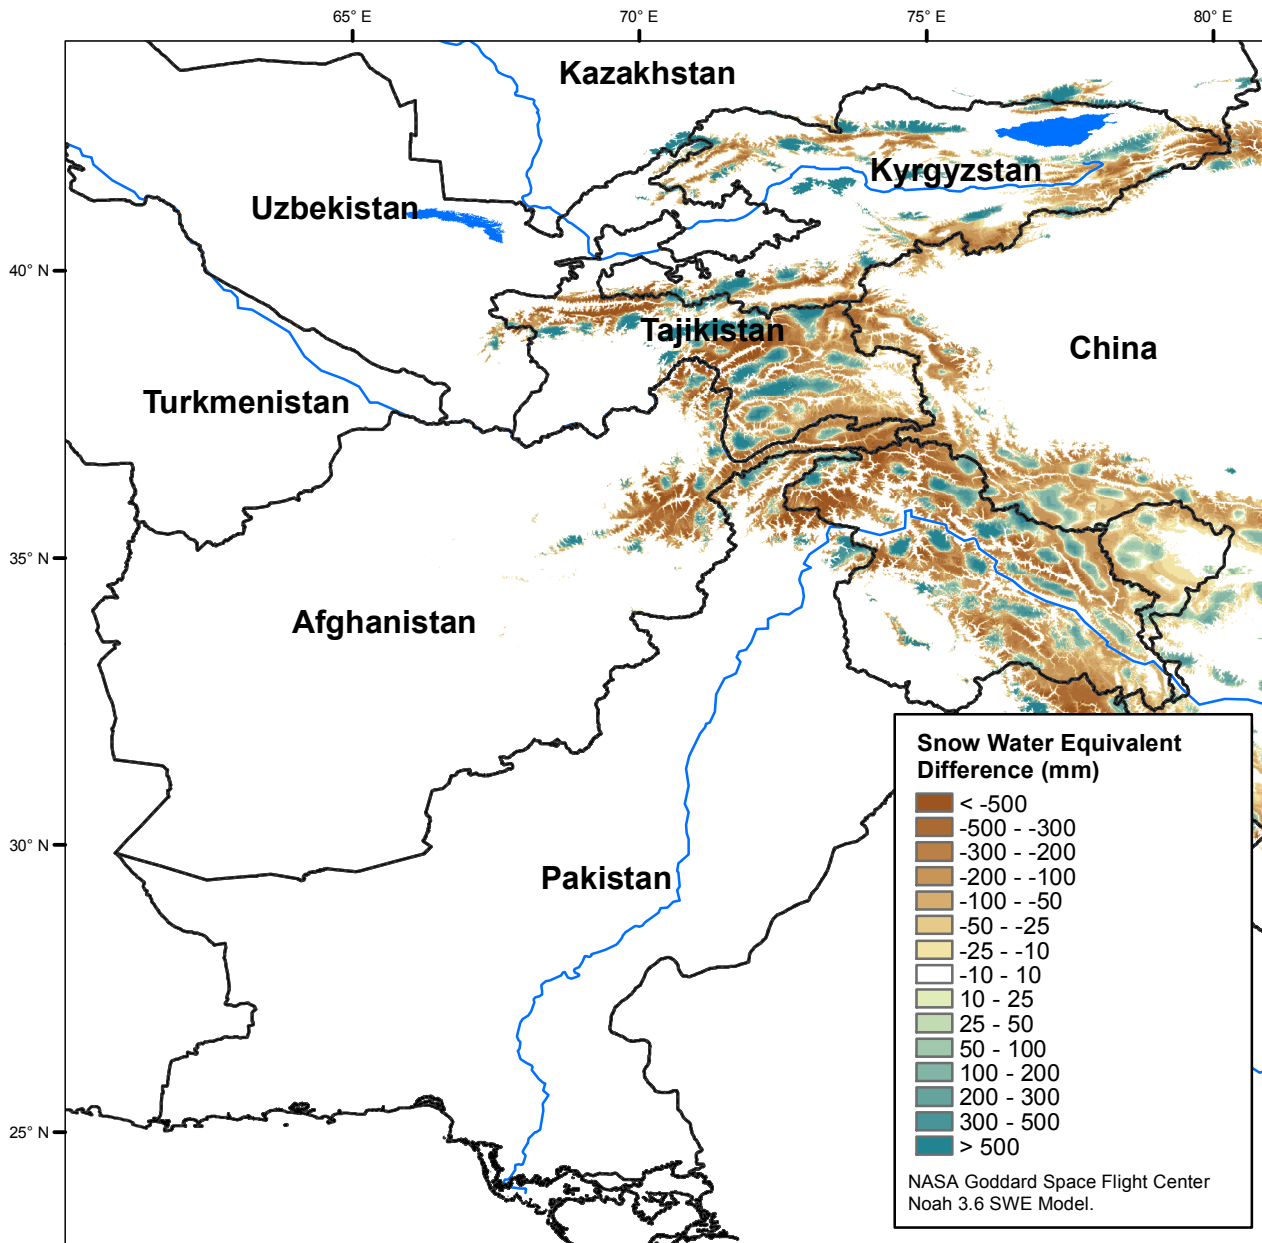 65° E
70° E
75° E
80° E
Kazakhstan
Kyrgyzstan
Uzbekistan
40° N
Tajikistan
China
Turkmenistan
35° N
Afghanistan
30° N
Pakistan
25° N
Snow Water Equivalent
Difference (mm)
< -500
-500 - -300
-300 - -200
-200 - -100
-100 - -50
-50 - -25
-25 - -10
-10 - 10
10 - 25
25 - 50
50 - 100
100 - 200
200 - 300
300 - 500
> 500
NASA Goddard Space Flight Center
Noah 3.6 SWE Model.